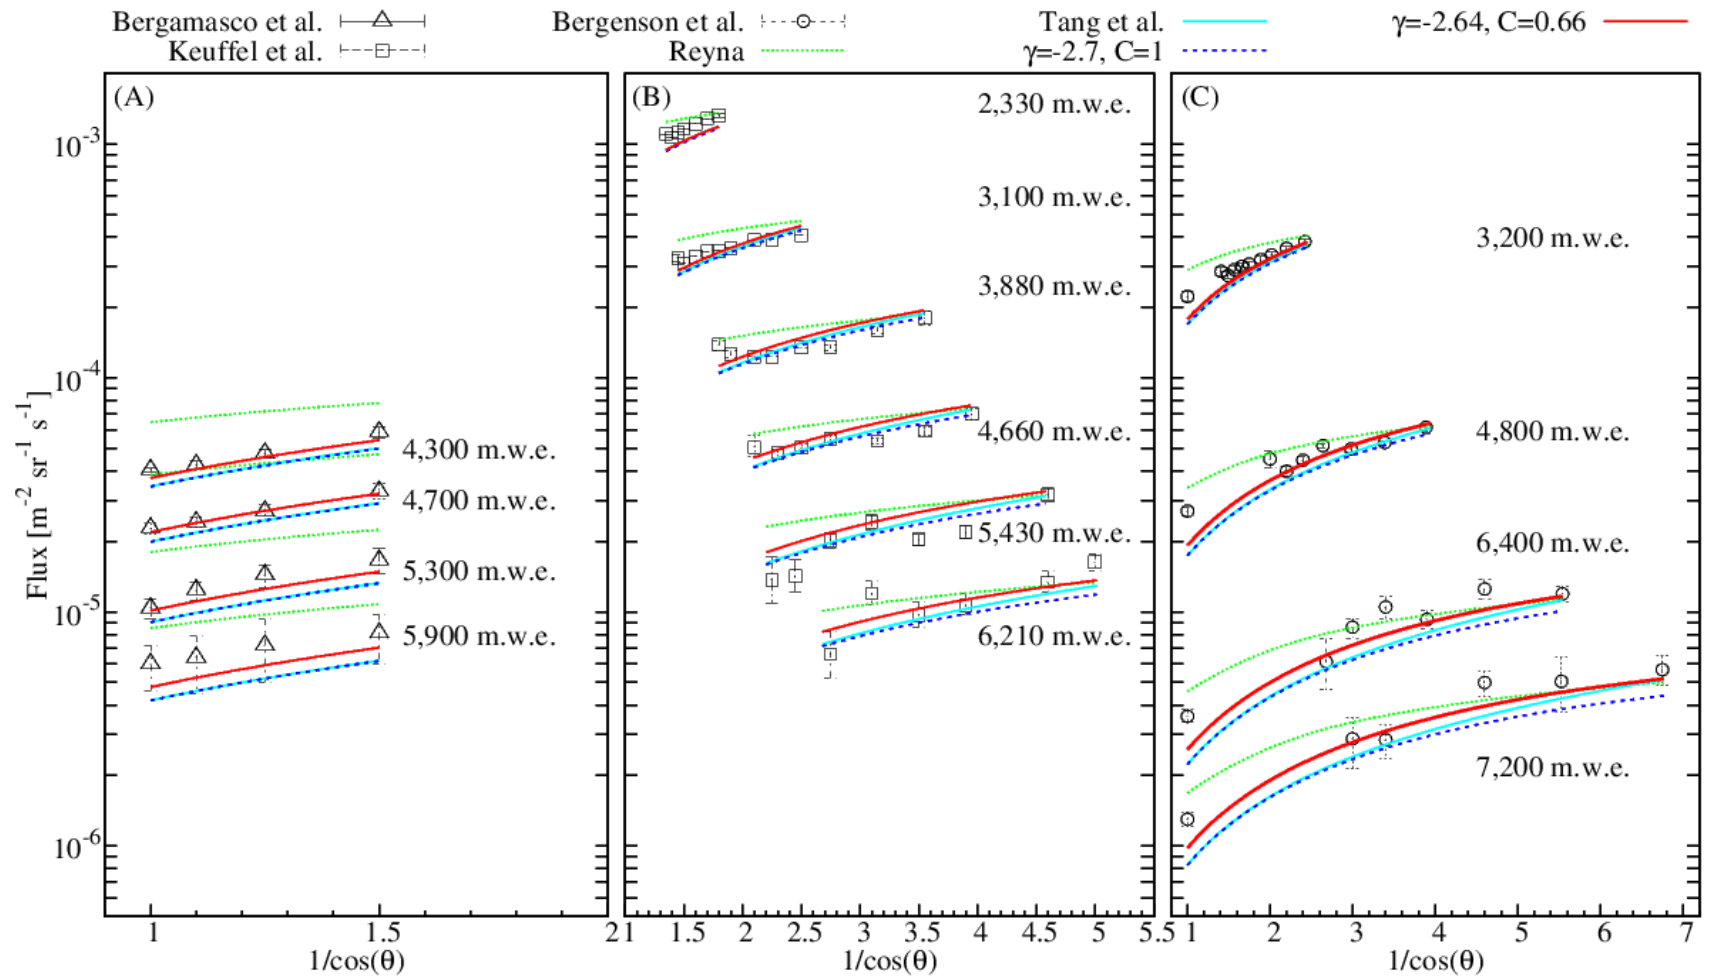 Bergamasco et al. Bergenson et al. Tang et al. γ=-2.64, C=0.66
Keuffel et al. Reyna γ=-2.7, C=1
(A) (B) (C)
Flux [m-2 sr-1 s-1]
10-3
10-4
10-5
10-6
4,300 m.w.e.
4,700 m.w.e.
5,300 m.w.e.
5,900 m.w.e.
2,330 m.w.e.
3,100 m.w.e.
3,880 m.w.e.
4,660 m.w.e.
5,430 m.w.e.
6,210 m.w.e.
3,200 m.w.e.
4,800 m.w.e.
6,400 m.w.e.
7,200 m.w.e.
1 1.5 2 1 1.5 2 2.5 3 3.5 4 4.5 5 5.5 1 2 3 4 5 6 7
1/cos(θ) 1/cos(θ) 1/cos(θ)